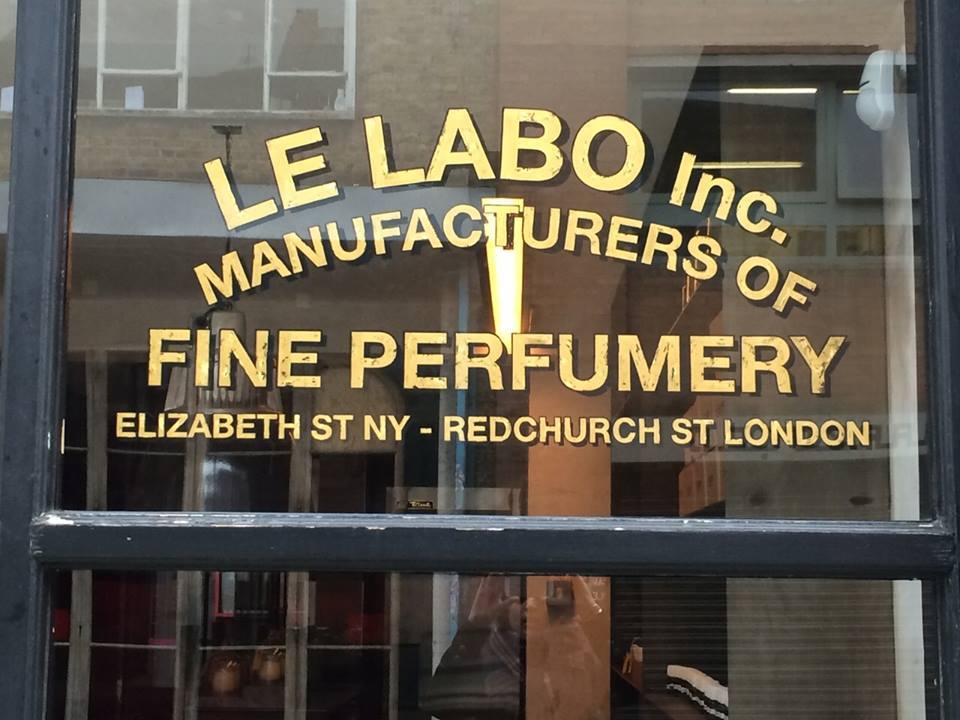 LE LABO Inc.
MANUFACTURERS OF
FINE PERFUMERY
ELIZABETH ST NY - REDCHURCH ST LONDON